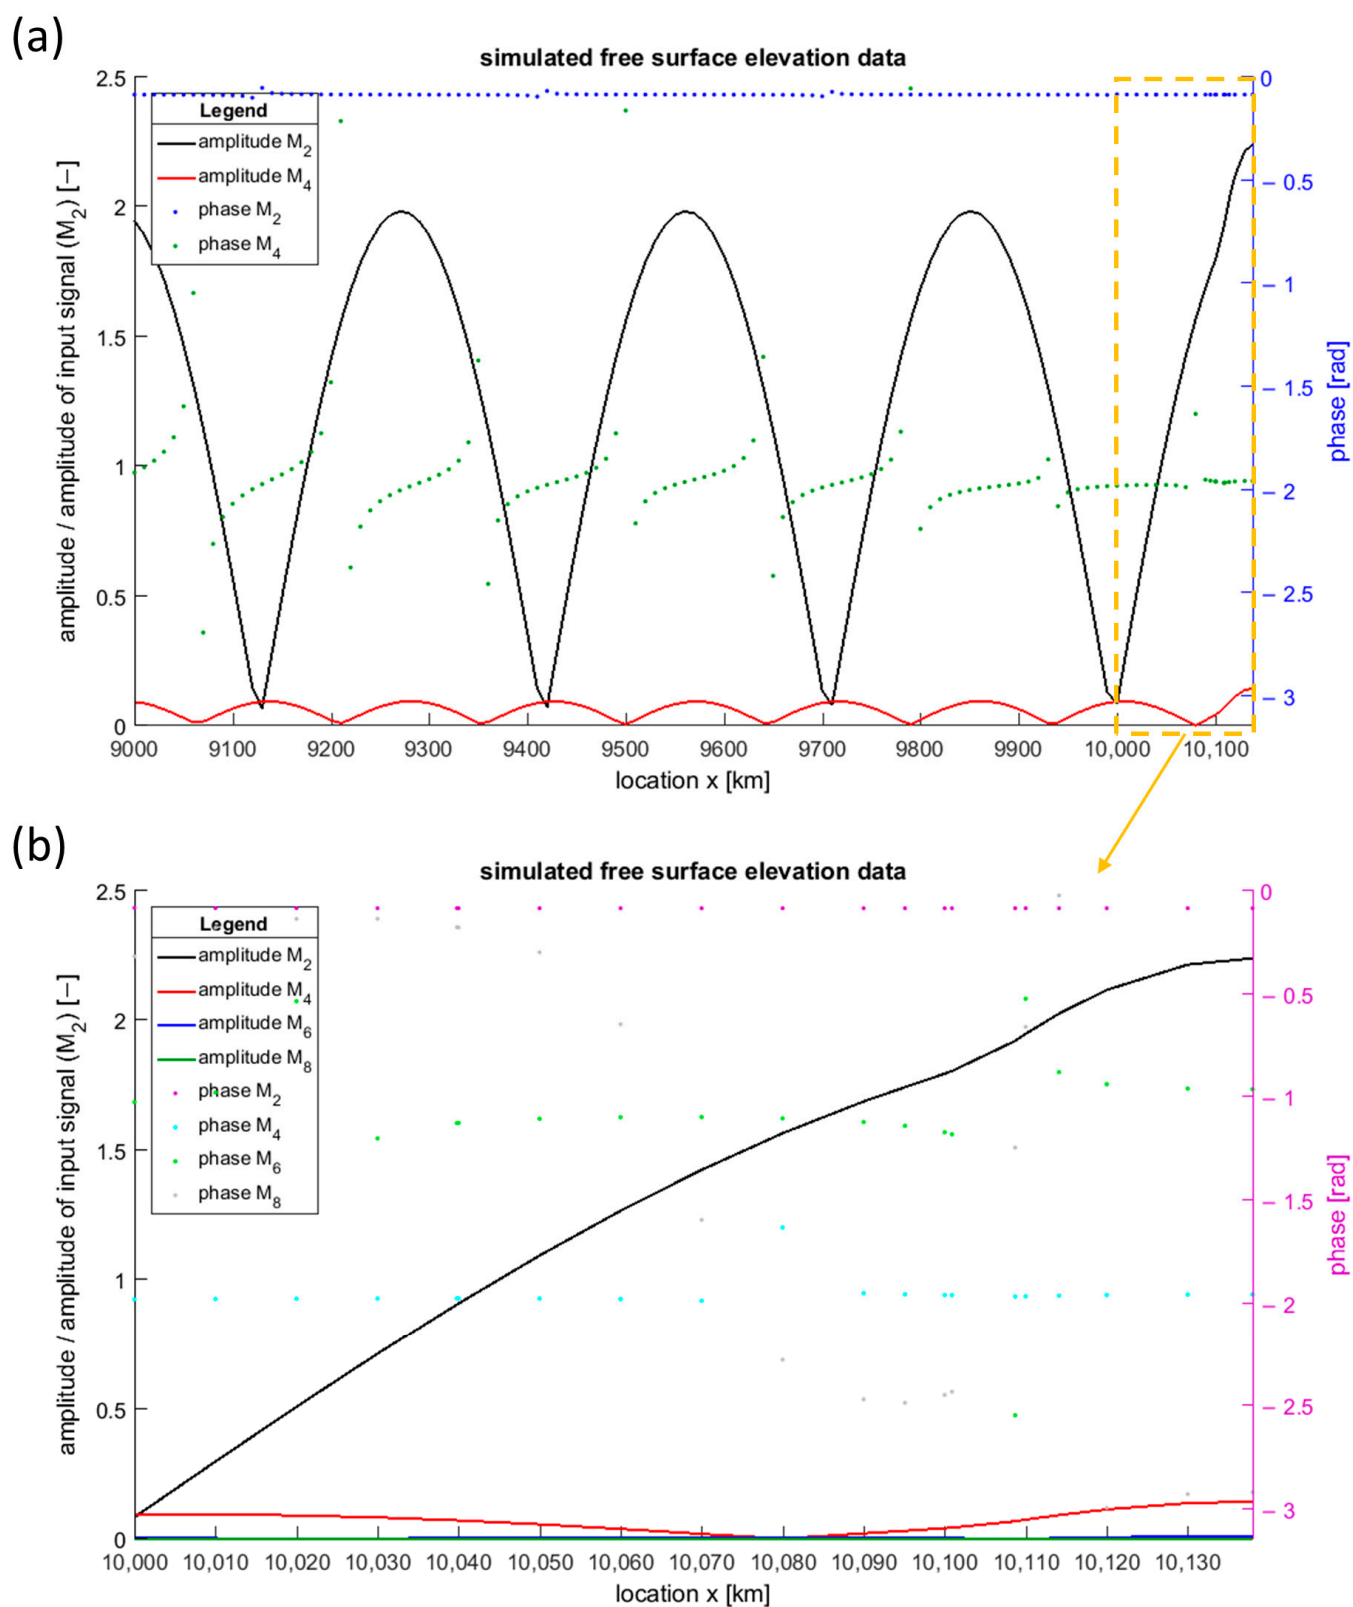 (a)
simulated free surface elevation data
amplitude / amplitude of input signal (M2) [−]
2.5
2
1.5
1
0.5
0
Legend
amplitude M2
amplitude M4
phase M2
phase M4
0
− 0.5
− 1
− 1.5
− 2
− 2.5
− 3
phase [rad]
9000 9100 9200 9300 9400 9500 9600 9700 9800 9900 10,000 10,100
location x [km]
(b)
simulated free surface elevation data
amplitude / amplitude of input signal (M2) [−]
2.5
2
1.5
1
0.5
0
Legend
amplitude M2
amplitude M4
amplitude M6
amplitude M8
phase M2
phase M4
phase M6
phase M8
0
− 0.5
− 1
− 1.5
− 2
− 2.5
− 3
phase [rad]
10,000 10,010 10,020 10,030 10,040 10,050 10,060 10,070 10,080 10,090 10,100 10,110 10,120 10,130
location x [km]